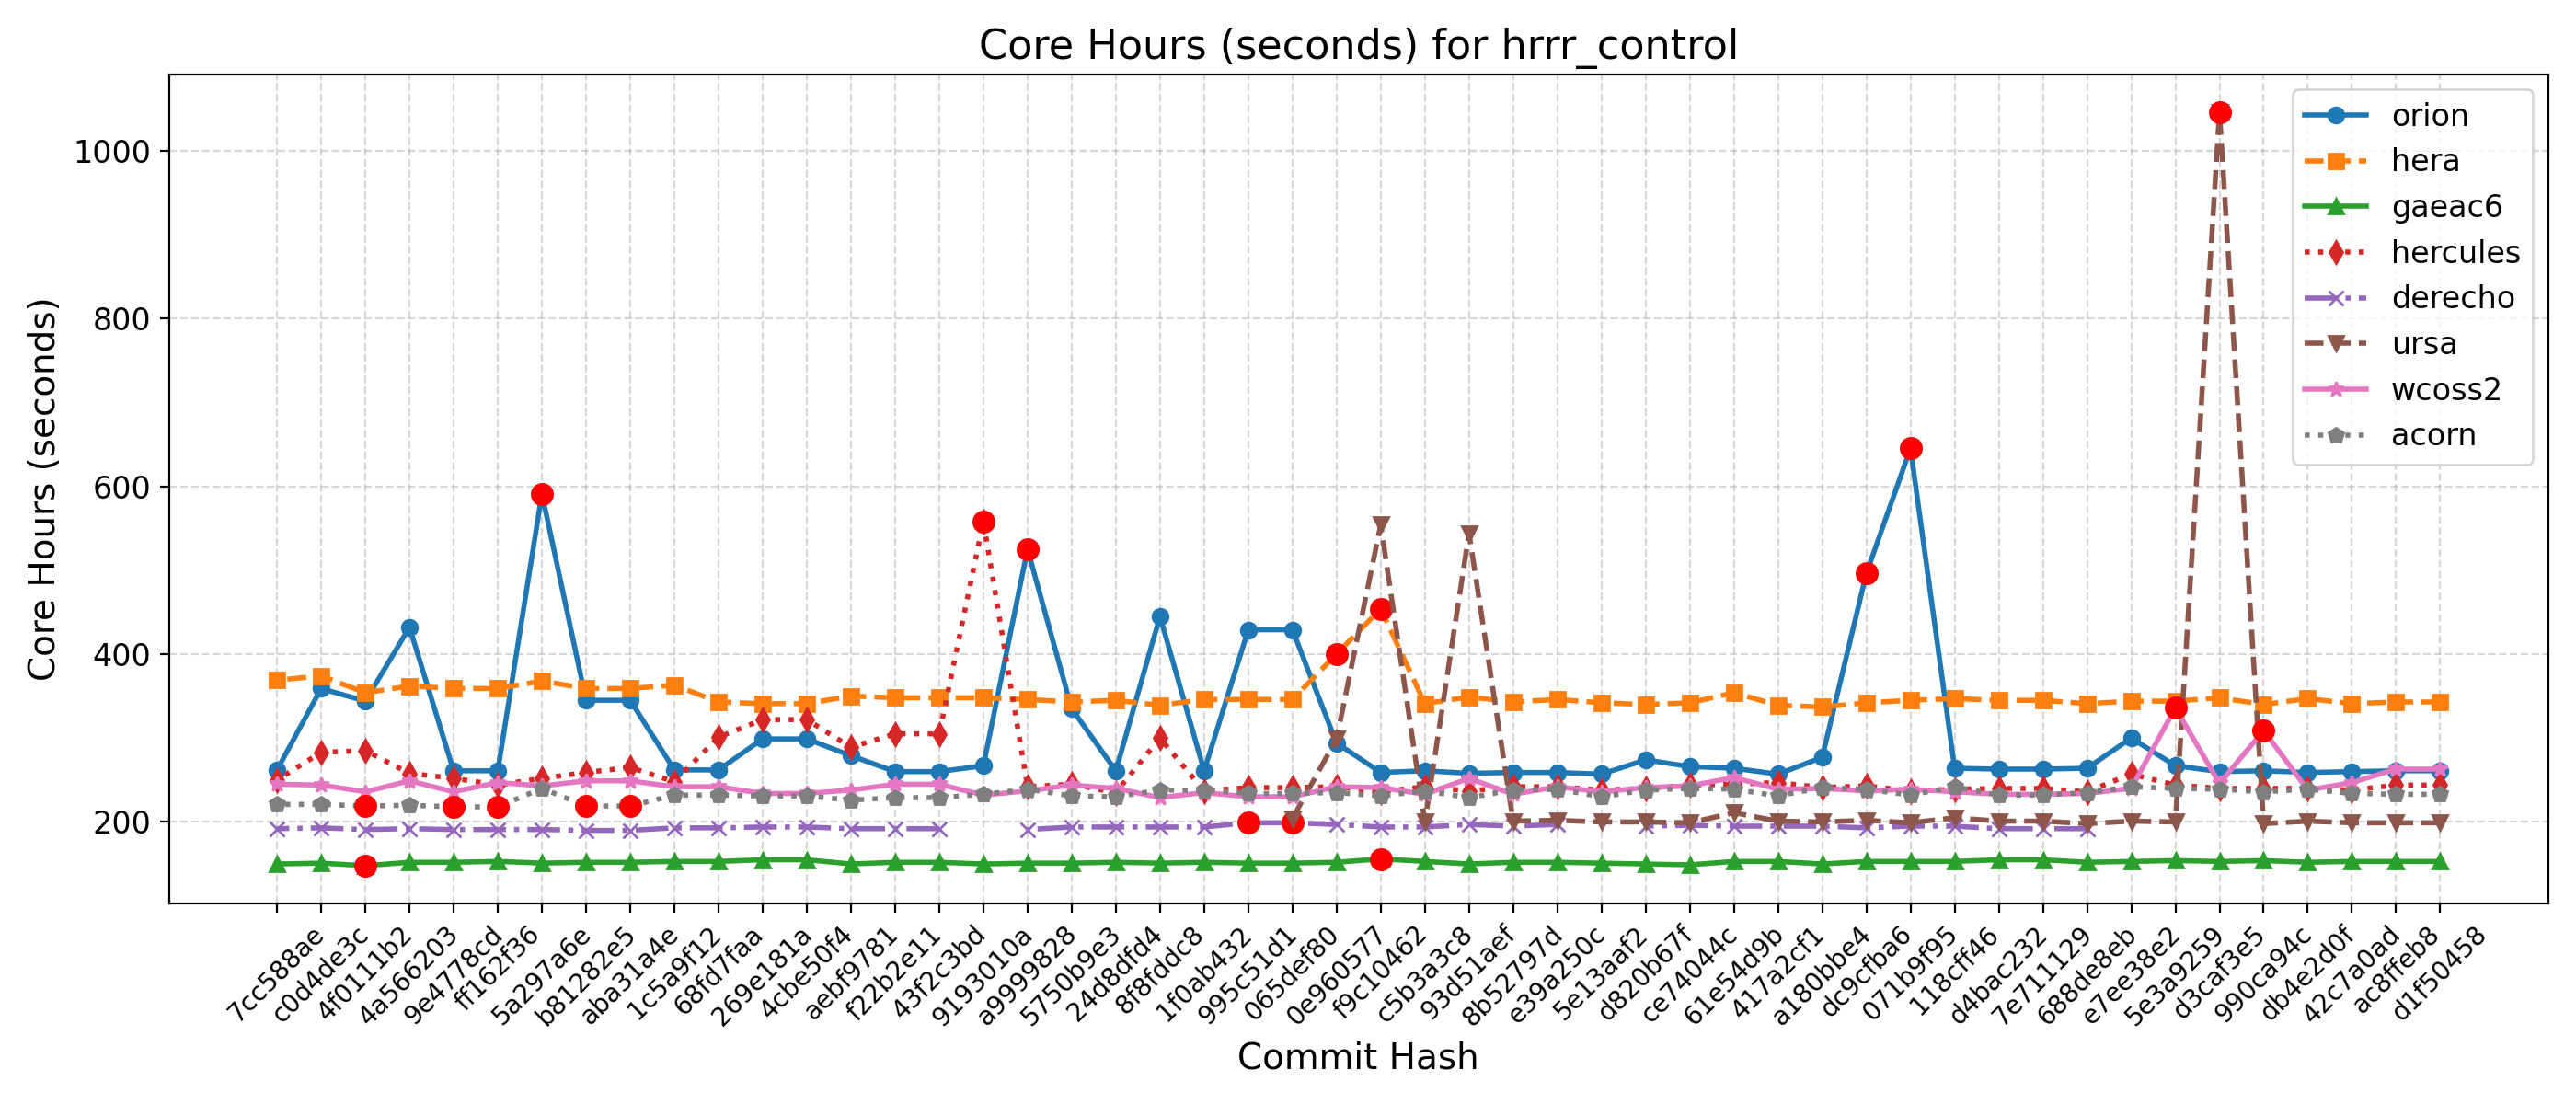 Core Hours (seconds) for hrrr_control
Core Hours (seconds)
1000
800
600
400
200
orion
hera
gaeac6
hercules
derecho
ursa
wcoss2
acorn
7cc588ae
c0d4de3c
4f0111b2
4a566203
9e4778cd
ff162f36
5a297a6e
b81282e5
aba31a4e
1c5a9f12
68fd7faa
269e181a
4cbe50f4
aebf9781
f22b2e11
43f2c3bd
9193010a
a9999828
5750b9e3
24d8dfd4
8f8fddc8
1f0ab432
995c51d1
065def80
0e960577
f9c10462
c5b3a3c8
93d51aef
8b52797d
e39a250c
5e13aaf2
d820b67f
ce74044c
61e54d9b
417a2cf1
a180bbe4
dc9cfba6
071b9f95
118cff46
d4bac232
7e711129
688de8eb
e7ee38e2
5e3a9259
d3caf3e5
990ca94c
db4e2d0f
42c7a0ad
ac8ffeb8
d1f50458
Commit Hash